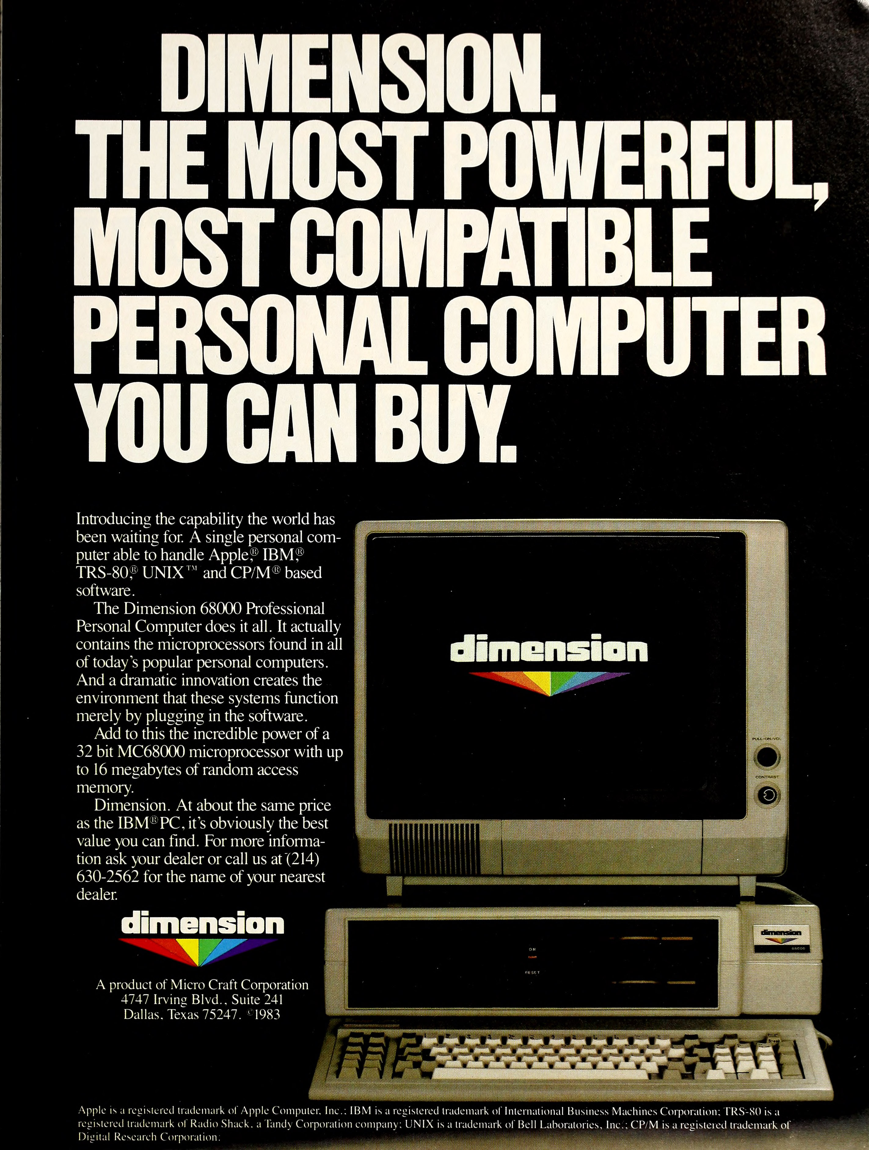 DIMENSION.
THE MOST POWERFUL,
MOST COMPATIBLE
PERSONAL COMPUTER
YOU CAN BUY.
Introducing the capability the world has
been waiting for. A single personal com-
puter able to handle Apple,® IBM,®
TRS-80,® UNIX™ and CP/M® based
software.
The Dimension 68000 Professional
Personal Computer does it all. It actually
contains the microprocessors found in all
of today's popular personal computers.
And a dramatic innovation creates the
environment that these systems function
merely by plugging in the software.
Add to this the incredible power of a
32 bit MC68000 microprocessor with up
to 16 megabytes of random access
memory.
Dimension. At about the same price
as the IBM® PC, it's obviously the best
value you can find. For more informa-
tion ask your dealer or call us at (214)
630-2562 for the name of your nearest
dealer.
dimension
A product of Micro Craft Corporation
4747 Irving Blvd., Suite 241
Dallas, Texas 75247. ©1983
dimension
PULL-ON/VOL
CONTRAST
RESET
dimension
68000
Apple is a registered trademark of Apple Computer, Inc.; IBM is a registered trademark of International Business Machines Corporation; TRS-80 is a
registered trademark of Radio Shack, a Tandy Corporation company; UNIX is a trademark of Bell Laboratories, Inc.; CP/M is a registered trademark of
Digital Research Corporation.